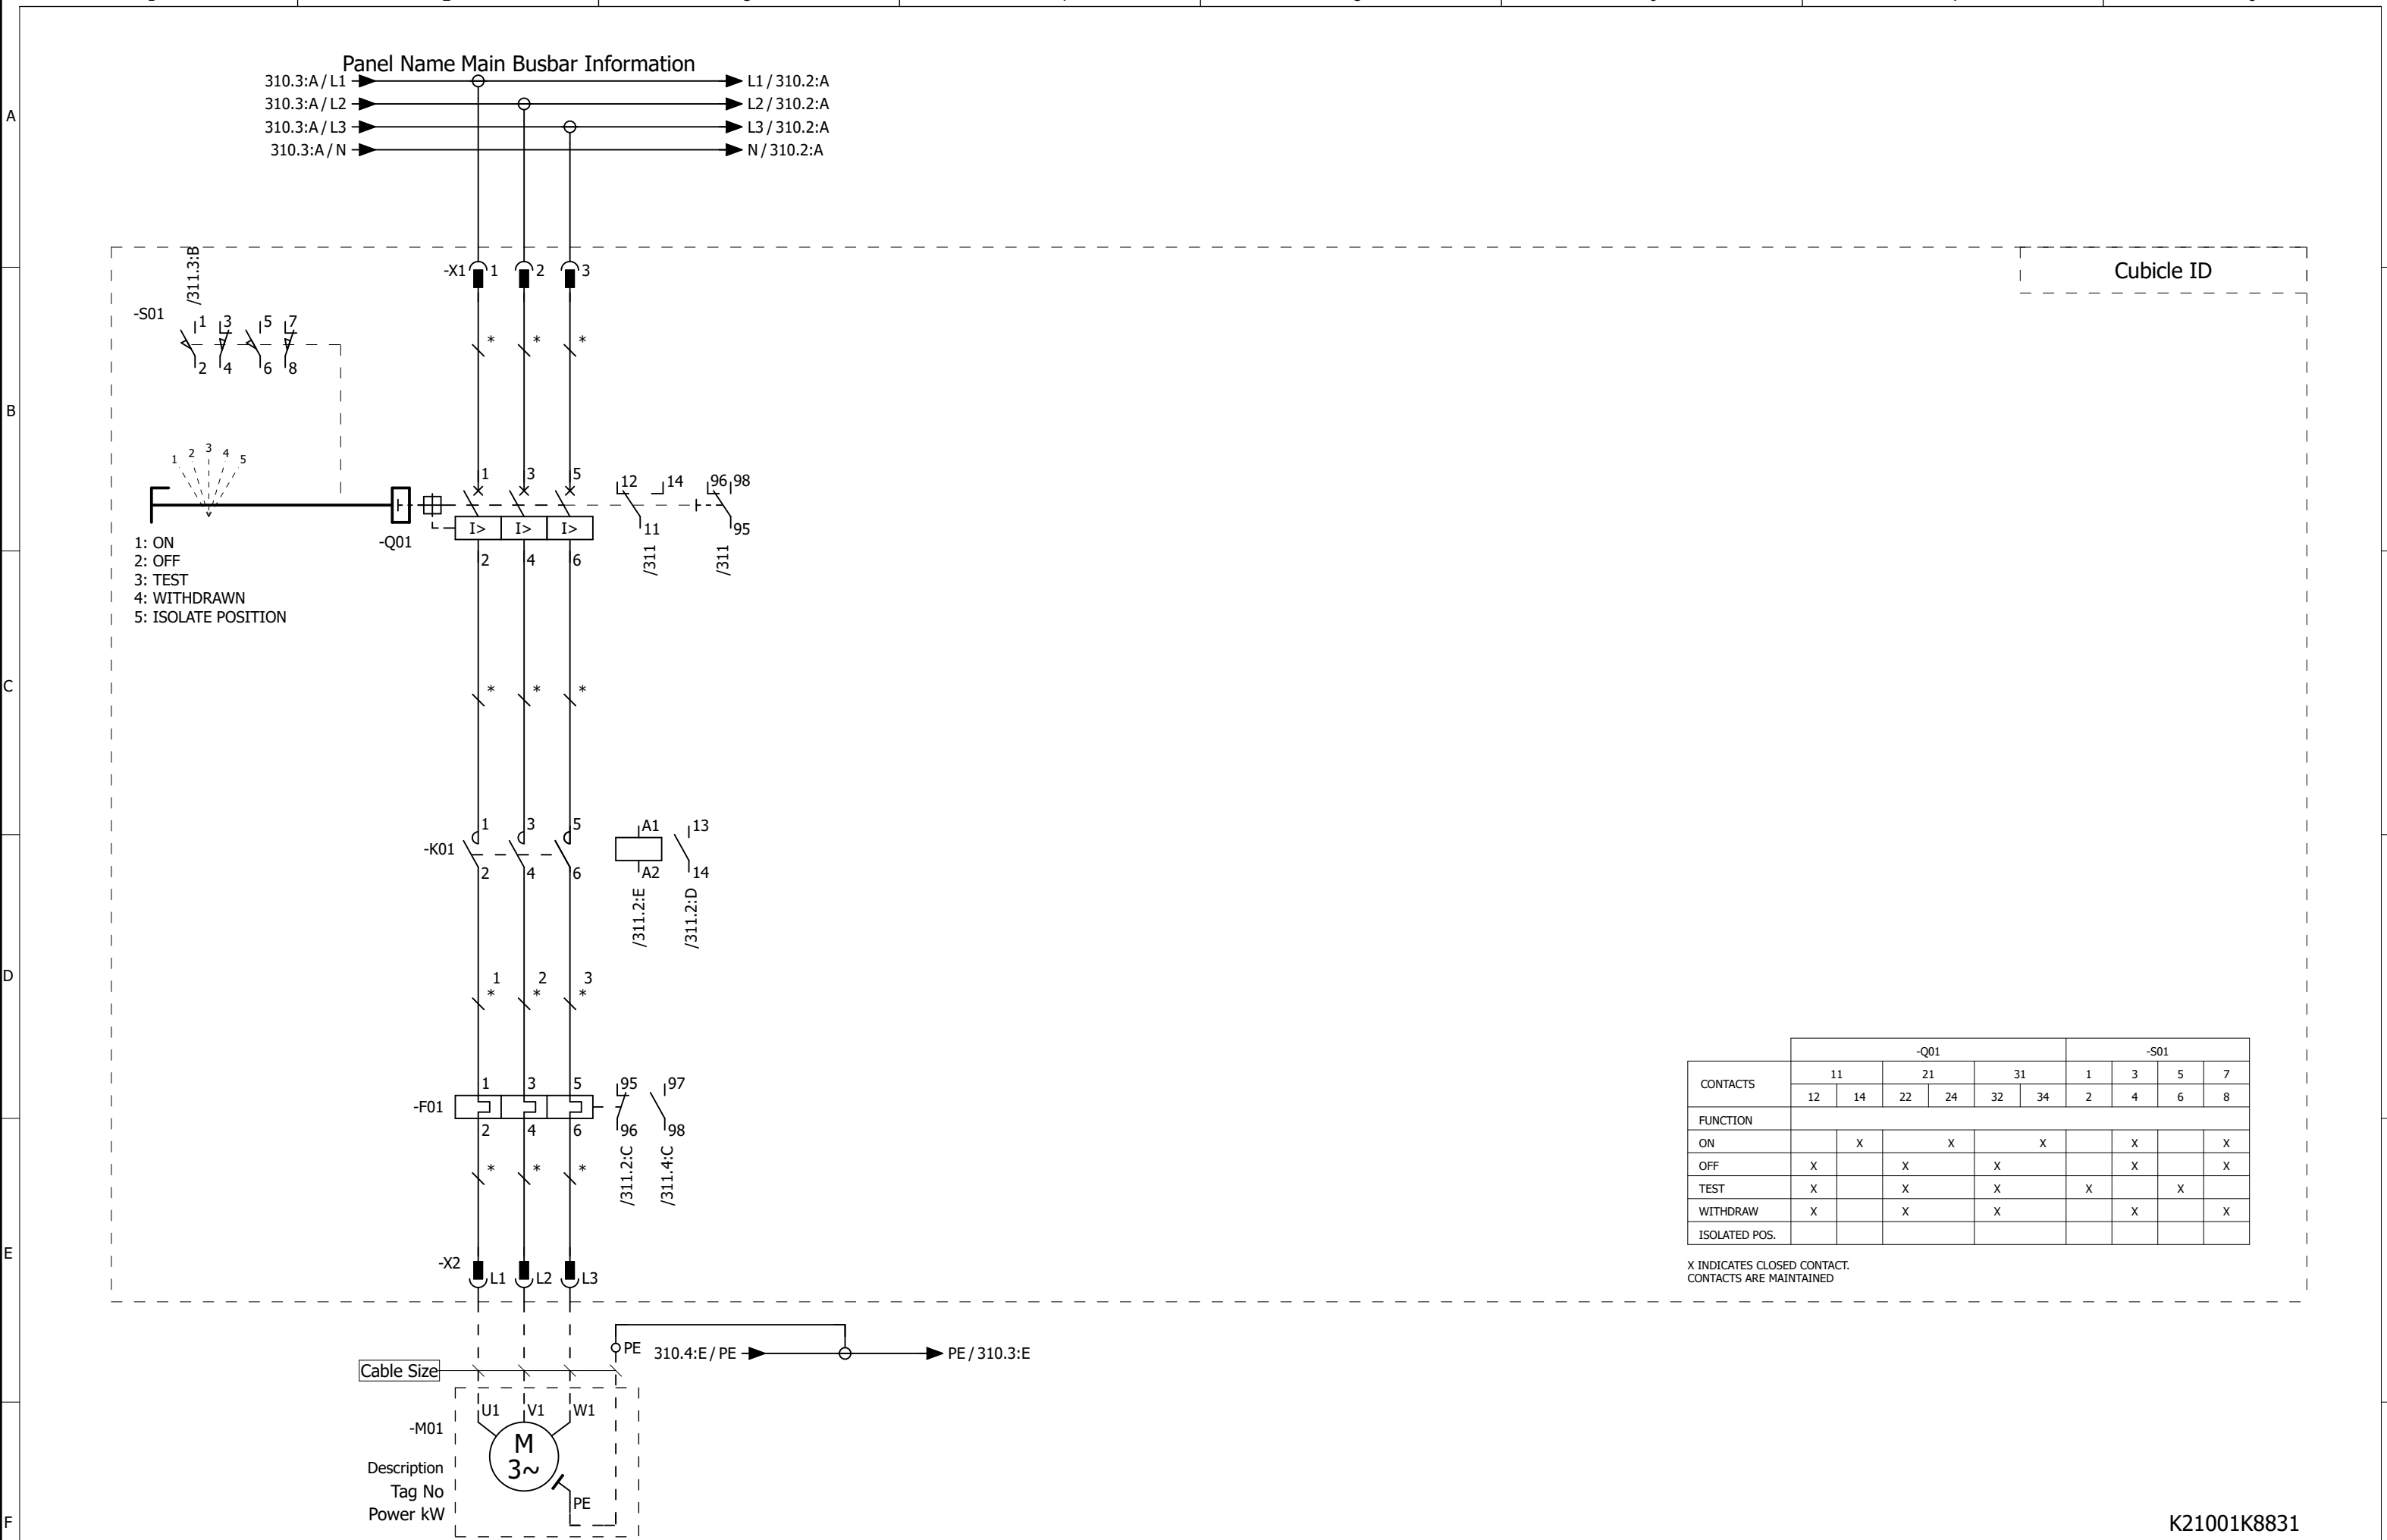 Panel Name Main Busbar Information
310.3:A / L1 L1 / 310.2:A
310.3:A / L2 L2 / 310.2:A
310.3:A / L3 L3 / 310.2:A
310.3:A / N N / 310.2:A
A
/311.3:B
-X1 1 2 3
Cubicle ID
-S01
1 3 5 7
* * *
2 4 6 8
B
1 2 3 4 5
1 3 5 12 14 96 98
I> I> I> 11 95
-Q01
2 4 6 /311 /311
1: ON
2: OFF
3: TEST
4: WITHDRAWN
5: ISOLATE POSITION
C
* * *
1 3 5 A1 13
-K01
2 4 6 A2 14
/311.2:E /311.2:D
D
1 2 3
* * *
1 3 5 95 97
-F01
2 4 6 96 98
* * * /311.2:C /311.4:C
-Q01 -S01
CONTACTS 11 21 31 1 3 5 7
12 14 22 24 32 34 2 4 6 8
FUNCTION
ON X X X X X
OFF X X X X X
TEST X X X X X
WITHDRAW X X X X X
ISOLATED POS.
X INDICATES CLOSED CONTACT.
CONTACTS ARE MAINTAINED
E
-X2 L1 L2 L3
PE 310.4:E / PE PE / 310.3:E
Cable Size
U1 V1 W1
-M01
M
3~
Description
Tag No
Power kW
PE
F
K21001K8831